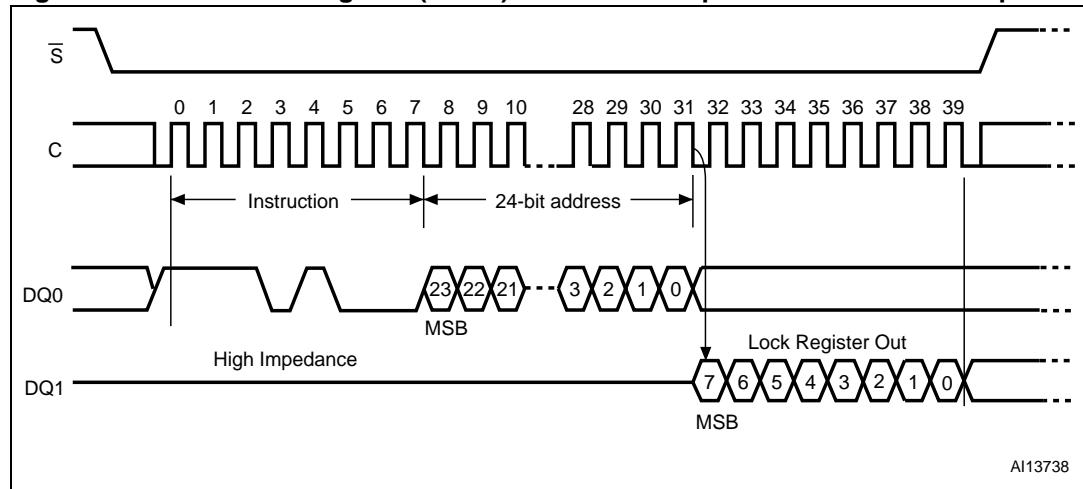 S
0 1 2 3 4 5 6 7 8 9 10 28 29 30 31 32 33 34 35 36 37 38 39
C
Instruction 24-bit address
DQ0 23 22 21 3 2 1 0
MSB
High Impedance Lock Register Out
DQ1 7 6 5 4 3 2 1 0
MSB
AI13738